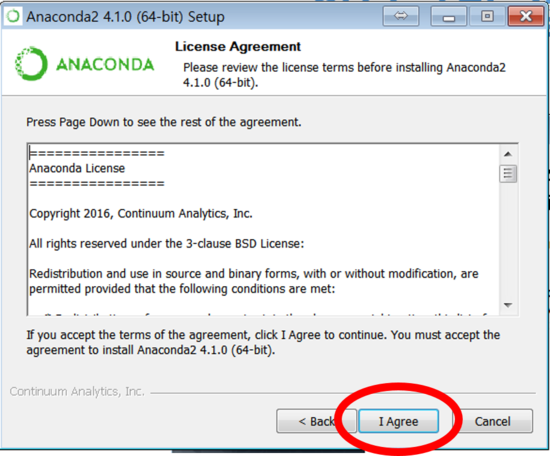 Anaconda2 4.1.0 (64-bit) Setup
ANACONDA
License Agreement
Please review the license terms before installing Anaconda2
4.1.0 (64-bit).
Press Page Down to see the rest of the agreement.
================
Anaconda License
================
Copyright 2016, Continuum Analytics, Inc.
All rights reserved under the 3-clause BSD License:
Redistribution and use in source and binary forms, with or without modification, are
permitted provided that the following conditions are met:
If you accept the terms of the agreement, click I Agree to continue. You must accept the
agreement to install Anaconda2 4.1.0 (64-bit).
Continuum Analytics, Inc.
< Back
I Agree
Cancel